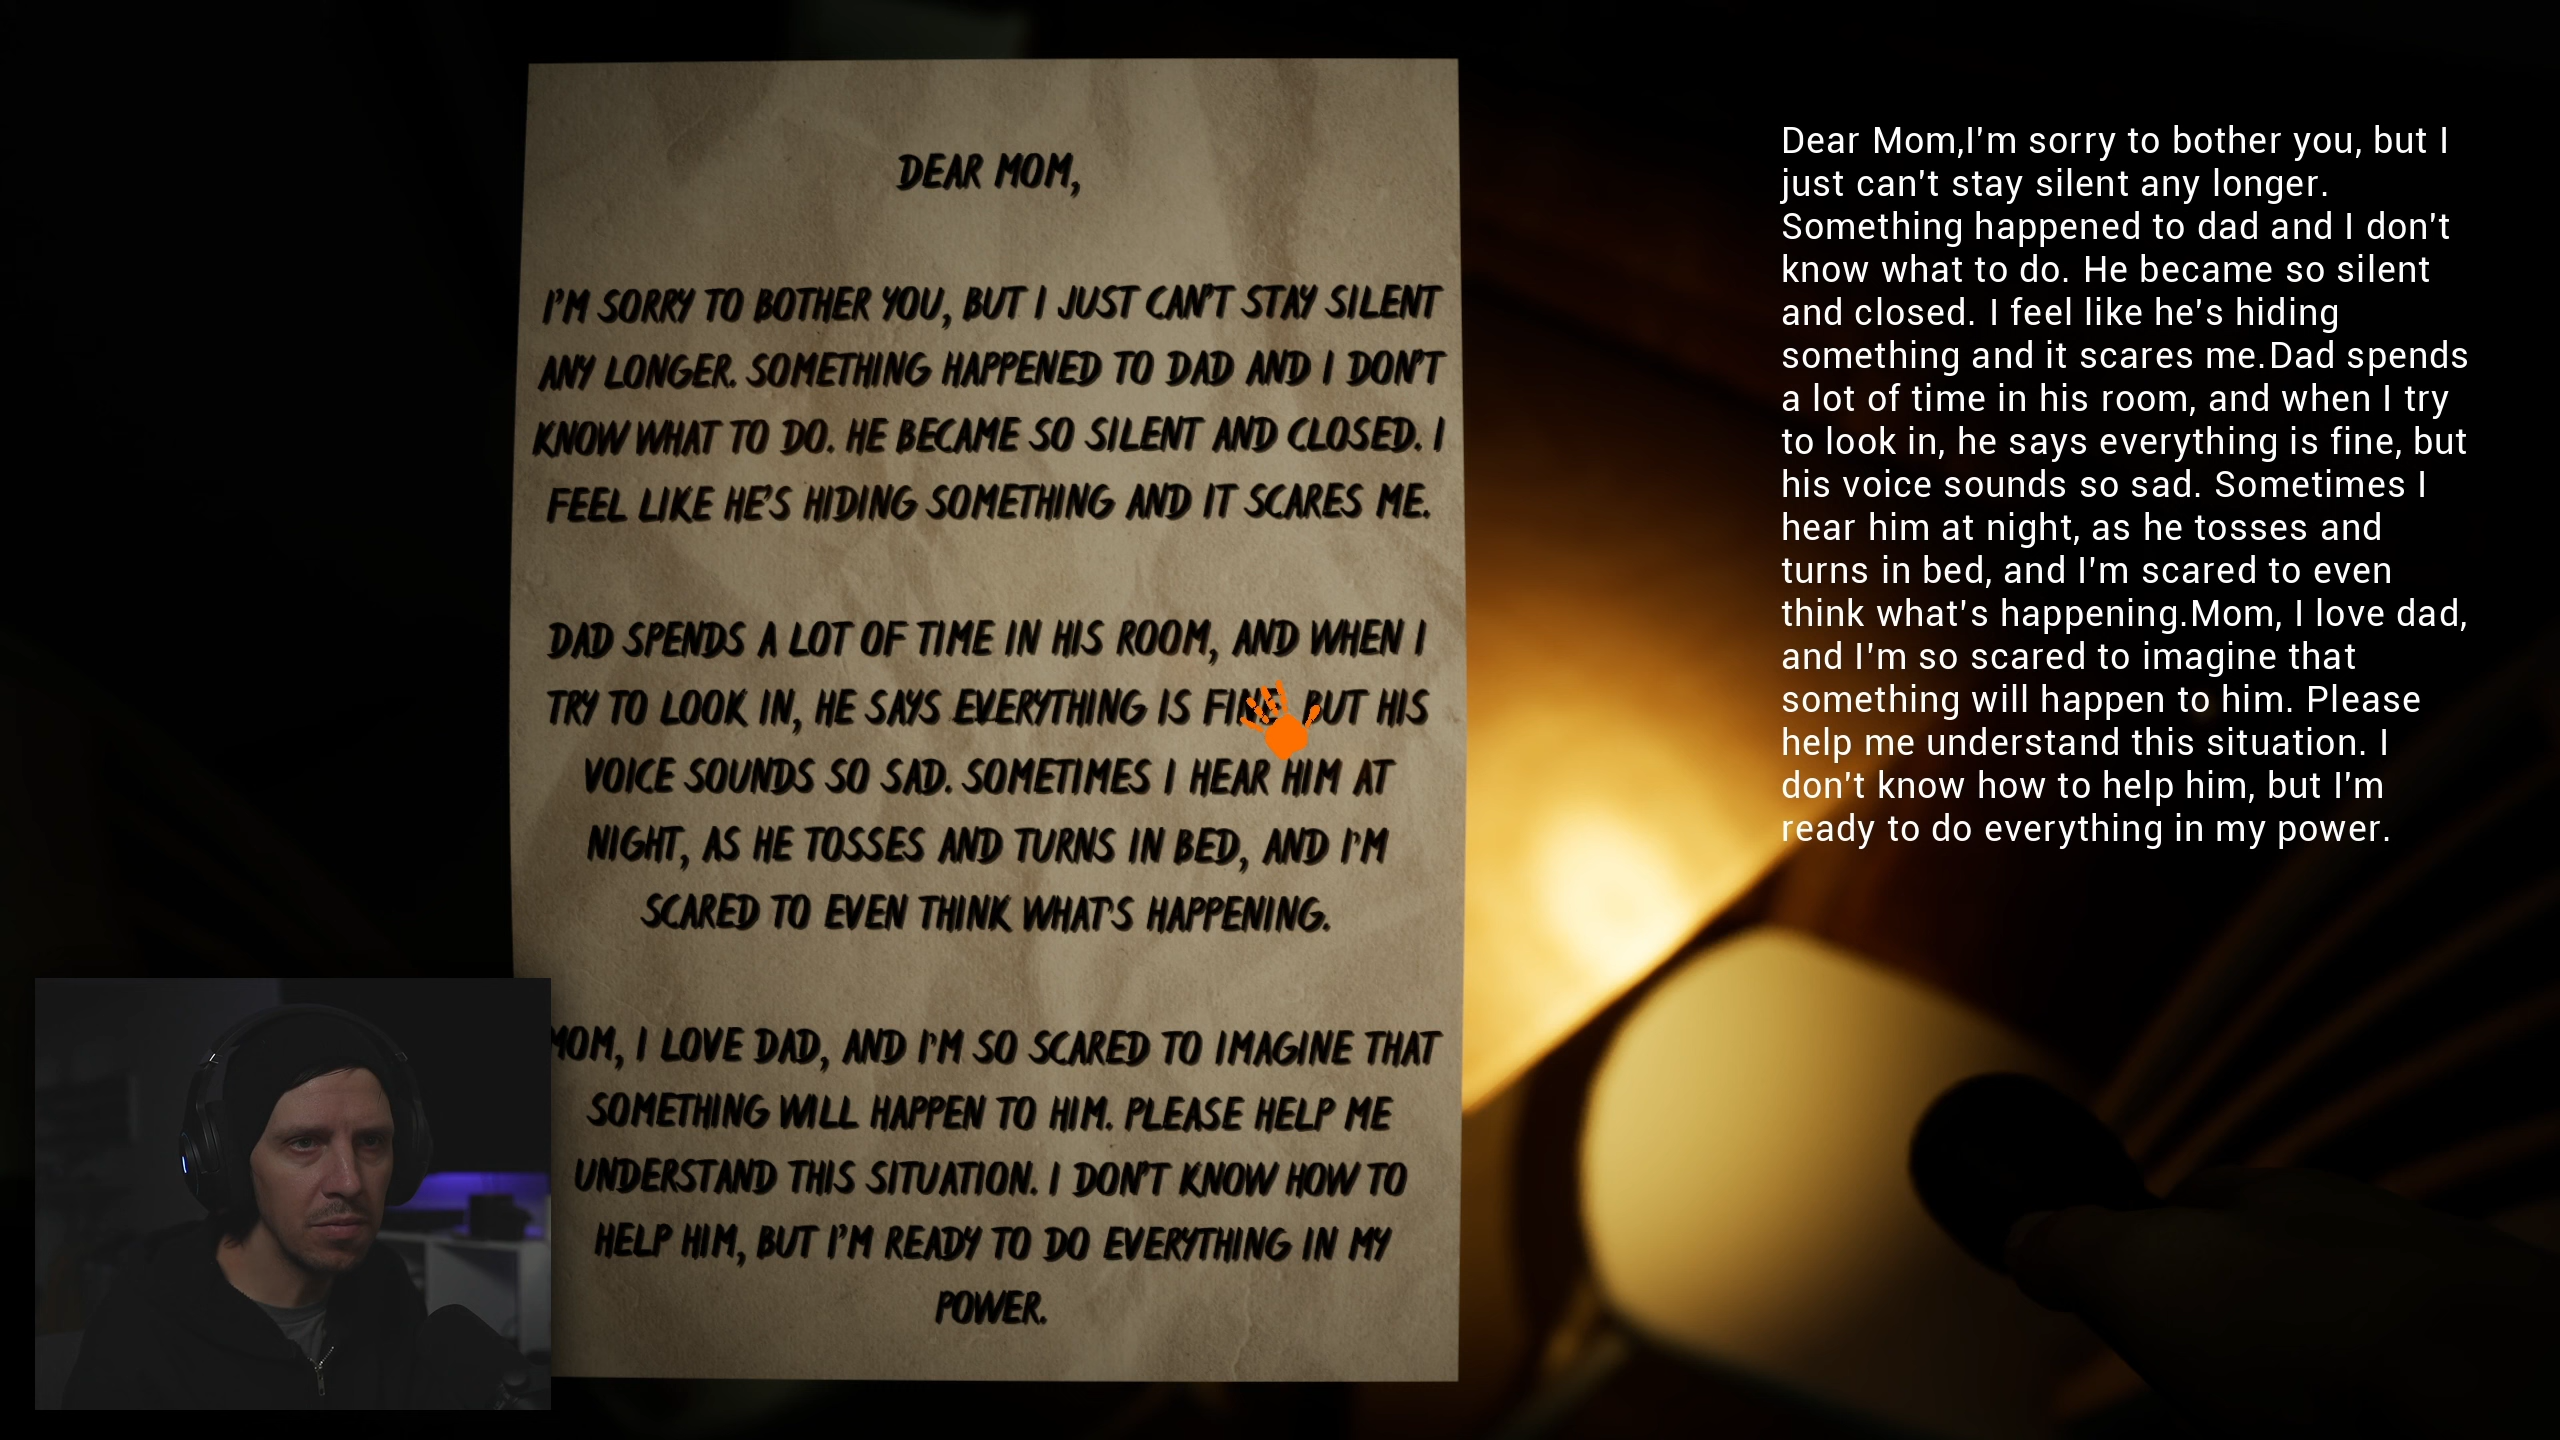 DEAR MOM,
I'M SORRY TO BOTHER YOU, BUT I JUST CAN'T STAY SILENT
ANY LONGER. SOMETHING HAPPENED TO DAD AND I DON'T
KNOW WHAT TO DO. HE BECAME SO SILENT AND CLOSED. I
FEEL LIKE HE'S HIDING SOMETHING AND IT SCARES ME.
DAD SPENDS A LOT OF TIME IN HIS ROOM, AND WHEN I
TRY TO LOOK IN, HE SAYS EVERYTHING IS FINE, BUT HIS
VOICE SOUNDS SO SAD. SOMETIMES I HEAR HIM AT
NIGHT, AS HE TOSSES AND TURNS IN BED, AND I'M
SCARED TO EVEN THINK WHAT'S HAPPENING.
MOM, I LOVE DAD, AND I'M SO SCARED TO IMAGINE THAT
SOMETHING WILL HAPPEN TO HIM. PLEASE HELP ME
UNDERSTAND THIS SITUATION. I DON'T KNOW HOW TO
HELP HIM, BUT I'M READY TO DO EVERYTHING IN MY
POWER.
Dear Mom,I'm sorry to bother you, but I
just can't stay silent any longer.
Something happened to dad and I don't
know what to do. He became so silent
and closed. I feel like he's hiding
something and it scares me.Dad spends
a lot of time in his room, and when I try
to look in, he says everything is fine, but
his voice sounds so sad. Sometimes I
hear him at night, as he tosses and
turns in bed, and I'm scared to even
think what's happening.Mom, I love dad,
and I'm so scared to imagine that
something will happen to him. Please
help me understand this situation. I
don't know how to help him, but I'm
ready to do everything in my power.